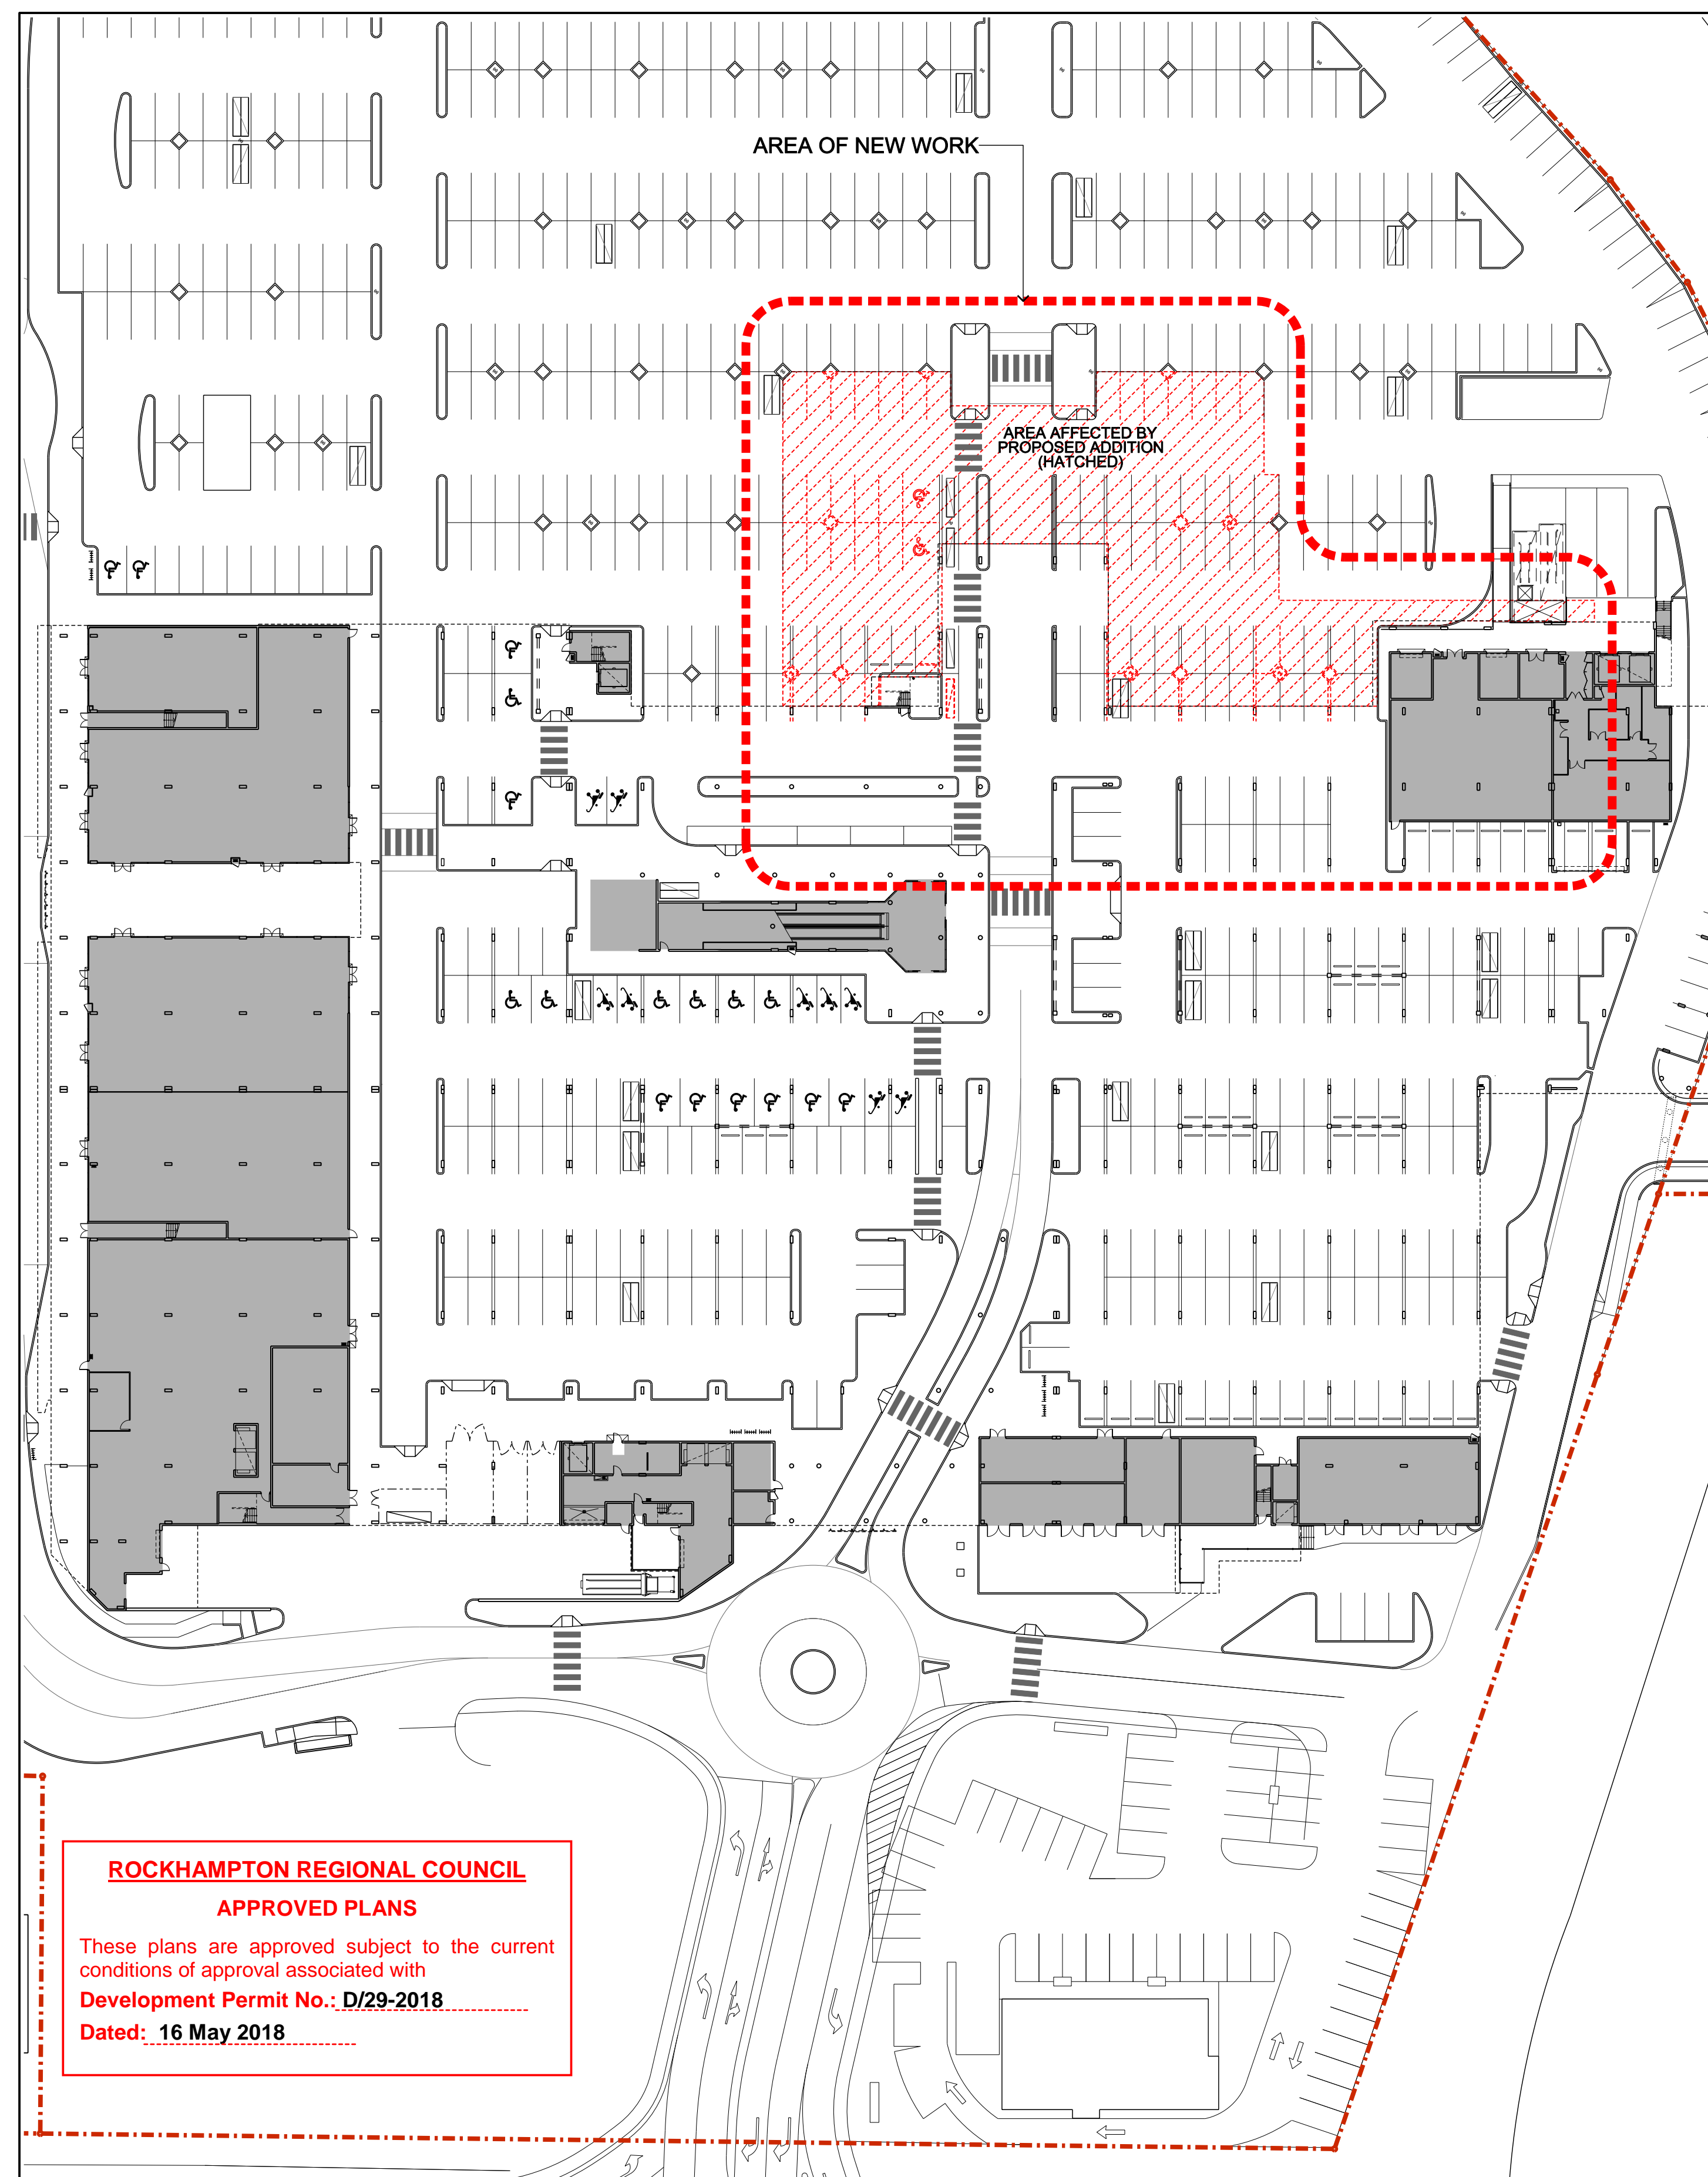 AREA OF NEW WORK
AREA AFFECTED BY
PROPOSED ADDITION
(HATCHED)
ROCKHAMPTON REGIONAL COUNCIL
APPROVED PLANS
These plans are approved subject to the current
conditions of approval associated with
Development Permit No.: D/29-2018
Dated: 16 May 2018